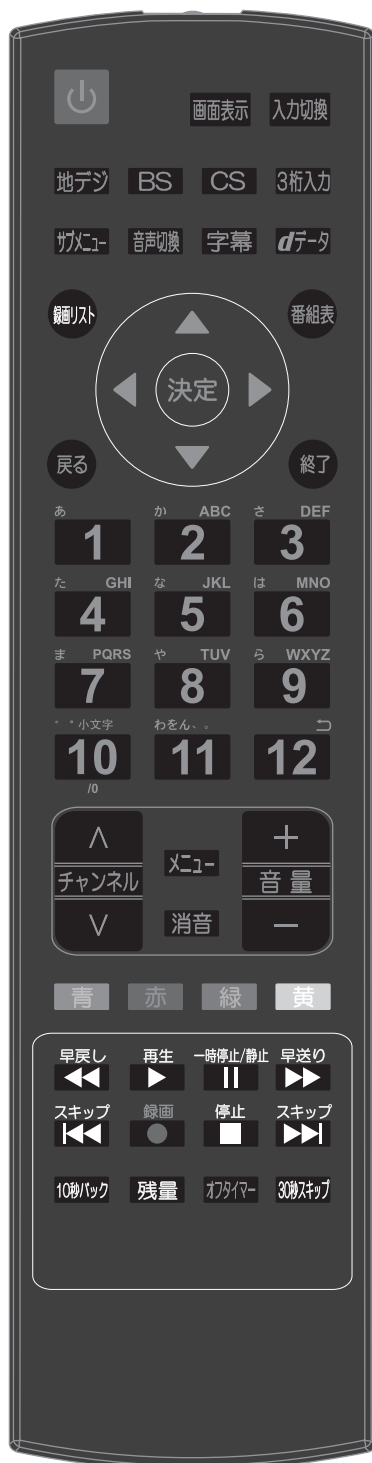 画面表示 入力切換
地デジ BS CS 3桁入力
サブメニュー 音声切換 字幕 dデータ
録画リスト 番組表
決定
戻る 終了
あ か ABC さ DEF
1 2 3
た GHI な JKL は MNO
4 5 6
ま PQRS や TUV ら WXYZ
7 8 9
゛゜小文字 わをん、。
10 11 12
/0
メニュー
チャンネル 音量
消音
青 赤 緑 黄
早戻し 再生 一時停止/静止 早送り
スキップ 録画 停止 スキップ
10秒バック 残量 オフタイマー 30秒スキップ